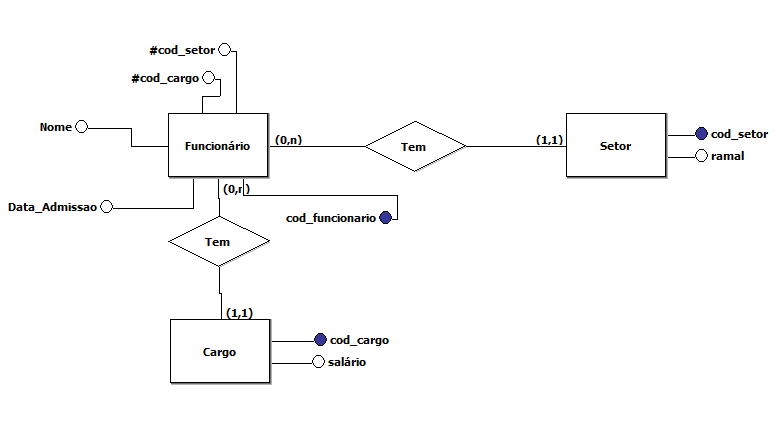 #cod_setor
#cod_cargo
Nome
Funcionário
(0,n)
Tem
(1,1)
Setor
cod_setor
ramal
(0,n)
Data_Admissao
cod_funcionario
Tem
(1,1)
Cargo
cod_cargo
salário